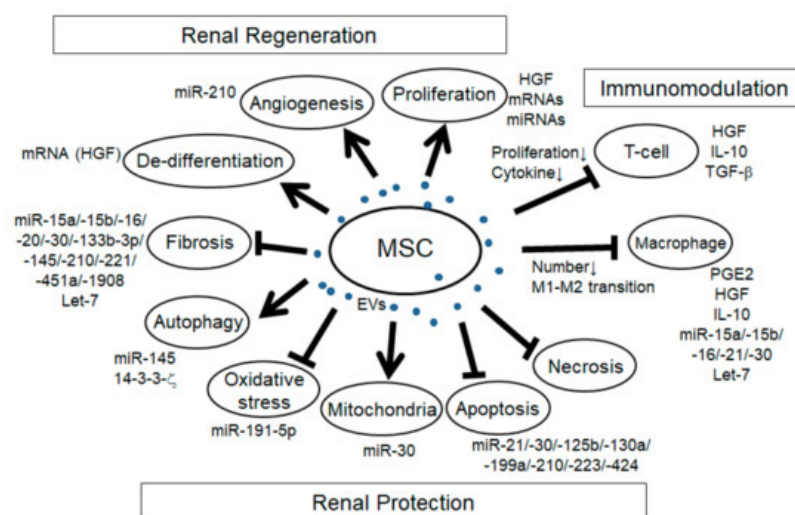 Renal Regeneration
miR-210
Angiogenesis
Proliferation
HGF
mRNAs
miRNAs
Immunomodulation
mRNA (HGF)
De-differentiation
Proliferation↓
Cytokine↓
T-cell
HGF
IL-10
TGF-β
miR-15a/-15b/-16/
-20/-30/-133b-3p/
-145/-210/-221/
-451a/-1908
Let-7
Fibrosis
MSC
EVs
Number↓
M1-M2 transition
Macrophage
PGE2
HGF
IL-10
miR-15a/-15b/
-16/-21/-30
Let-7
Autophagy
miR-145
14-3-3-ζ
Oxidative
stress
miR-191-5p
Mitochondria
miR-30
Apoptosis
miR-21/-30/-125b/-130a/
-199a/-210/-223/-424
Necrosis
Renal Protection